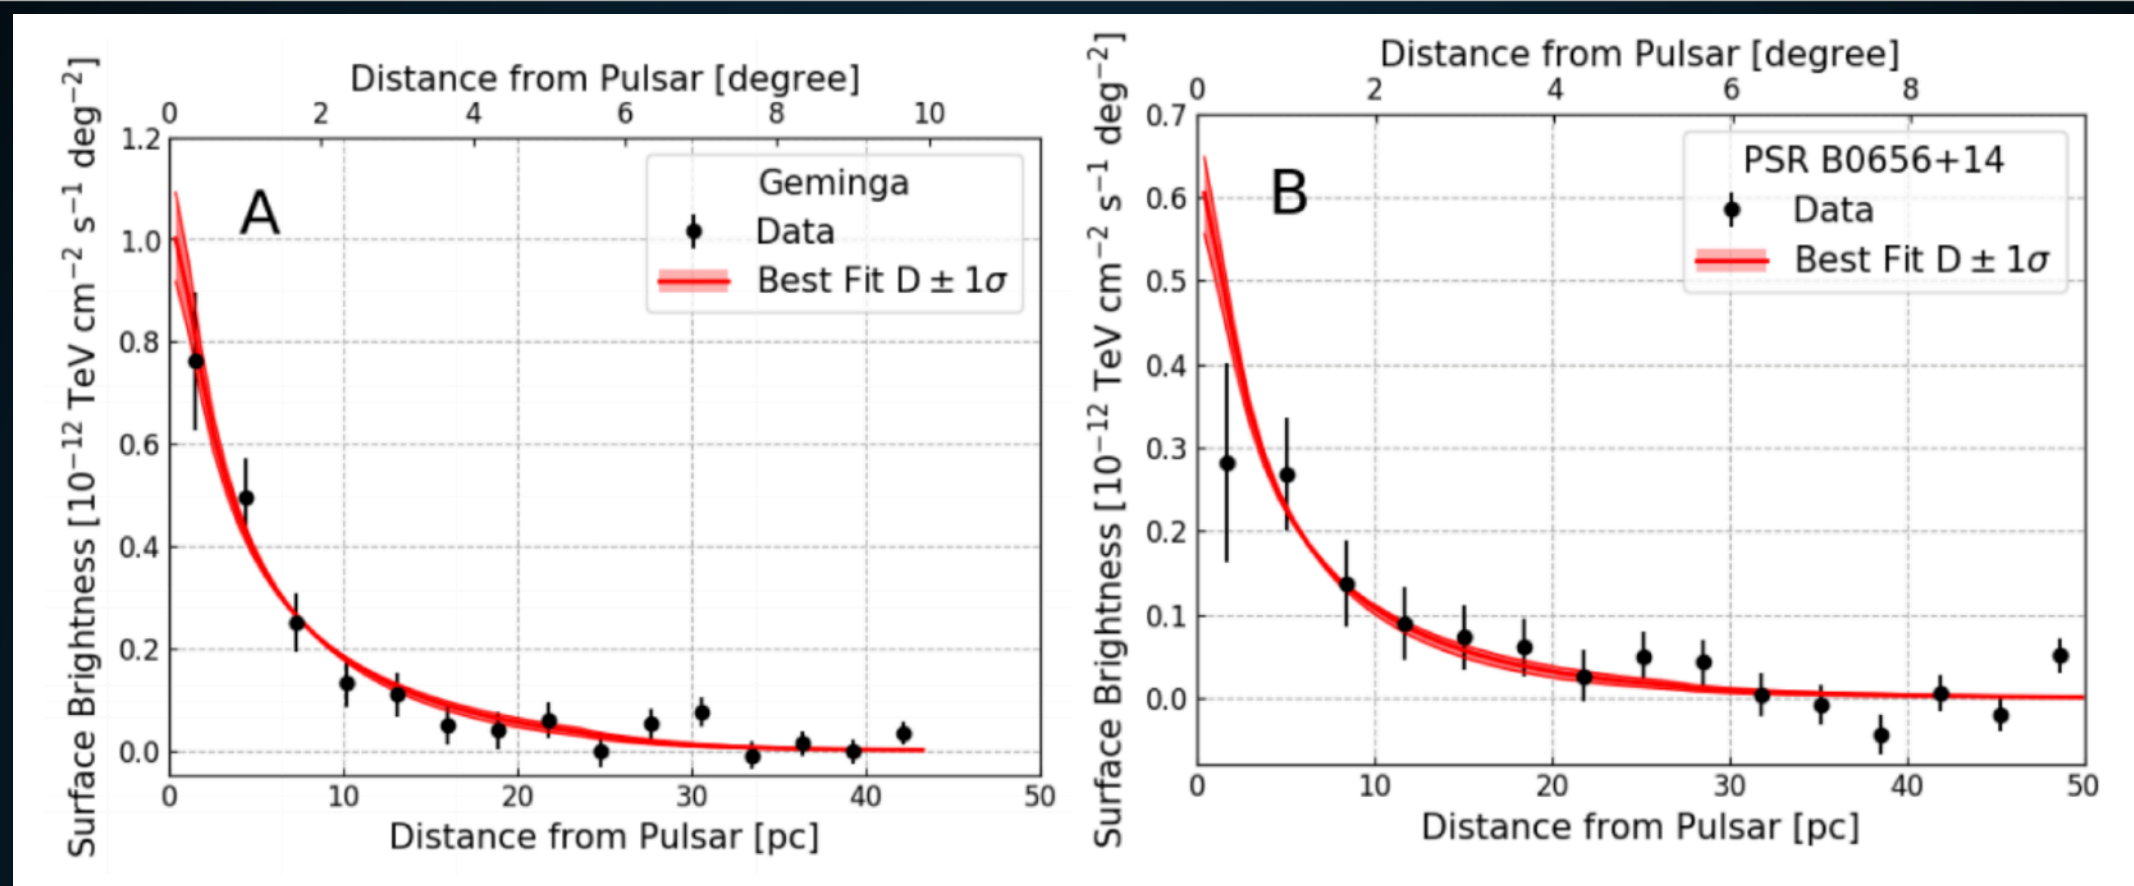 Distance from Pulsar [degree]
0 2 4 6 8 10
Surface Brightness [10⁻¹² TeV cm⁻² s⁻¹ deg⁻²]
1.2
1.0
0.8
0.6
0.4
0.2
0.0
A
Geminga
Data
Best Fit D ± 1σ
0 10 20 30 40 50
Distance from Pulsar [pc]
Distance from Pulsar [degree]
0 2 4 6 8
Surface Brightness [10⁻¹² TeV cm⁻² s⁻¹ deg⁻²]
0.7
0.6
0.5
0.4
0.3
0.2
0.1
0.0
B
PSR B0656+14
Data
Best Fit D ± 1σ
0 10 20 30 40 50
Distance from Pulsar [pc]